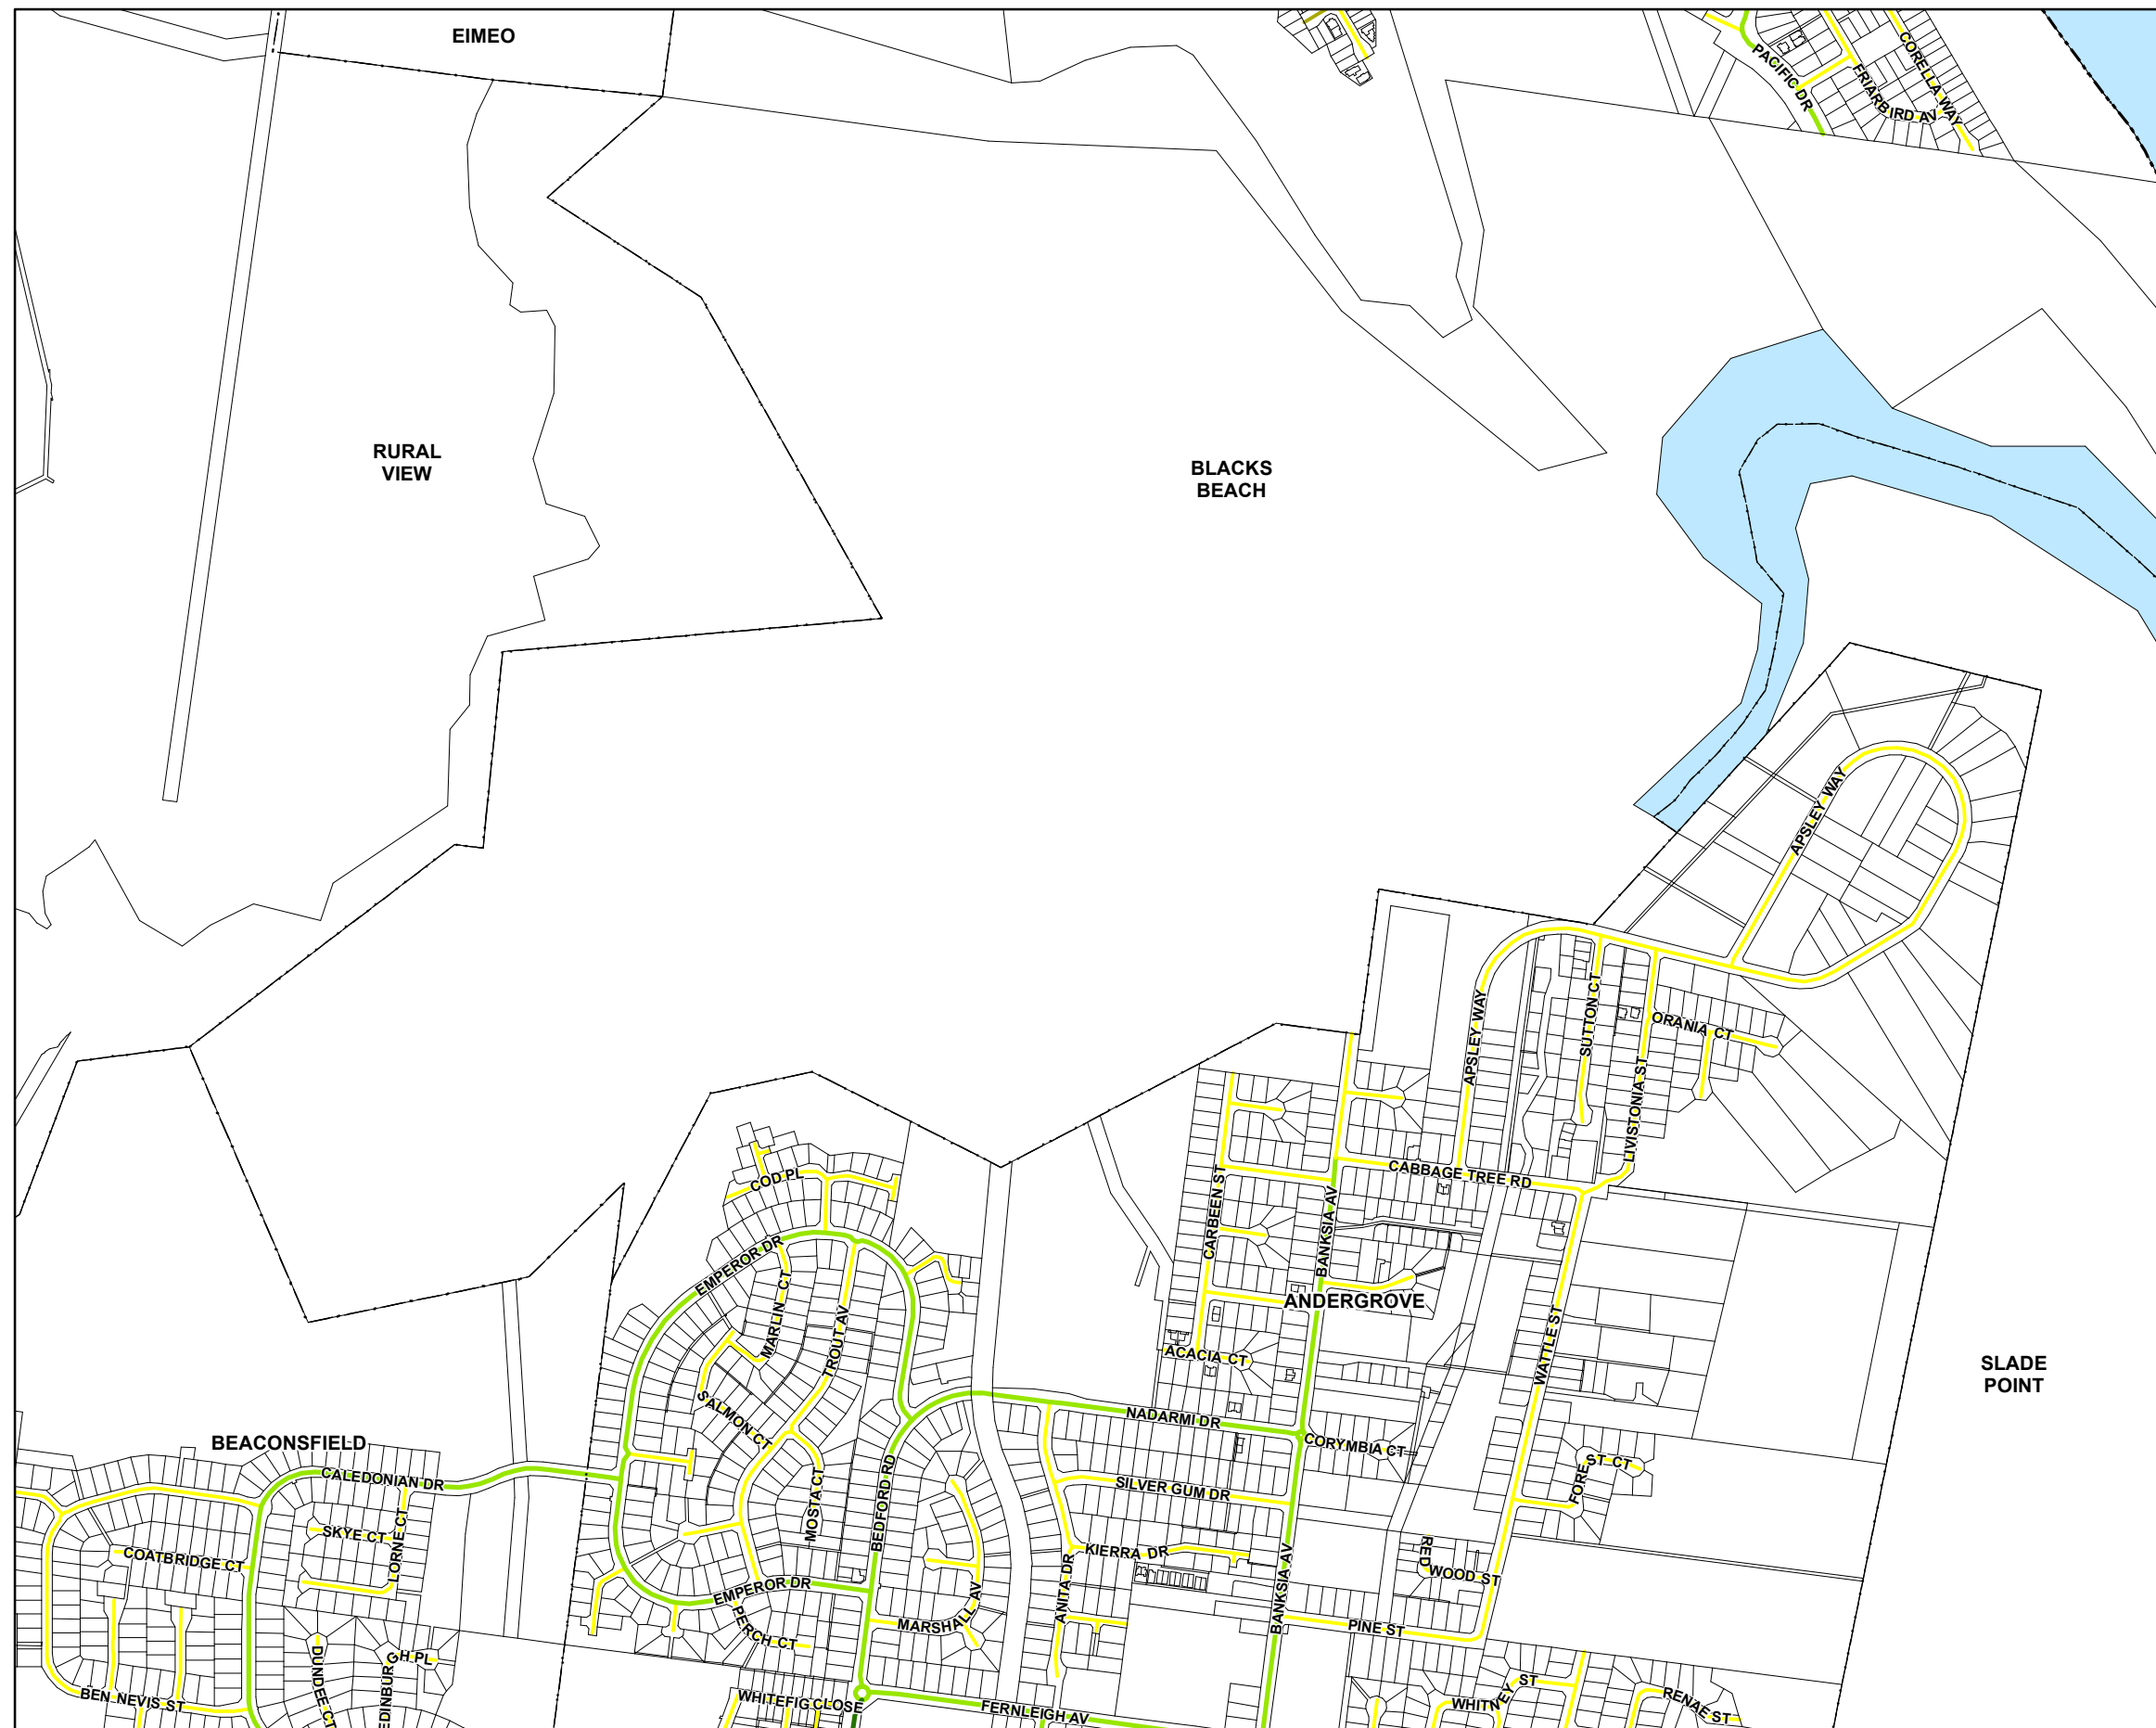 EIMEO
PACIFIC DR
FRIARBIRD AV
CORELLA WAY
RURAL
VIEW
BLACKS
BEACH
APSLEY WAY
APSLEY WAY
SUTTON CT
ORANIA CT
LIVISTONIA ST
CABBAGE TREE RD
COD PL
CARBEEN ST
BANKSIA AV
EMPEROR DR
MARLIN CT
TROUT AV
ANDERGROVE
WATTLE ST
ACACIA CT
SLADE
POINT
SALMON CT
NADARMI DR
CORYMBIA CT
BEACONSFIELD
CALEDONIAN DR
FOREST CT
SILVER GUM DR
MOSTA CT
BEDFORD RD
SKYE CT
LORNE CT
COATBRIDGE CT
KIERRA DR
RED WOOD ST
ANITA DR
BANKSIA AV
EMPEROR DR
MARSHALL AV
PERCH CT
PINE ST
DUNDEE CT
EDINBURGH PL
BEN NEVIS ST
WHITEFIG CLOSE
FERNLEIGH AV
WHITNEY ST
RENAE ST